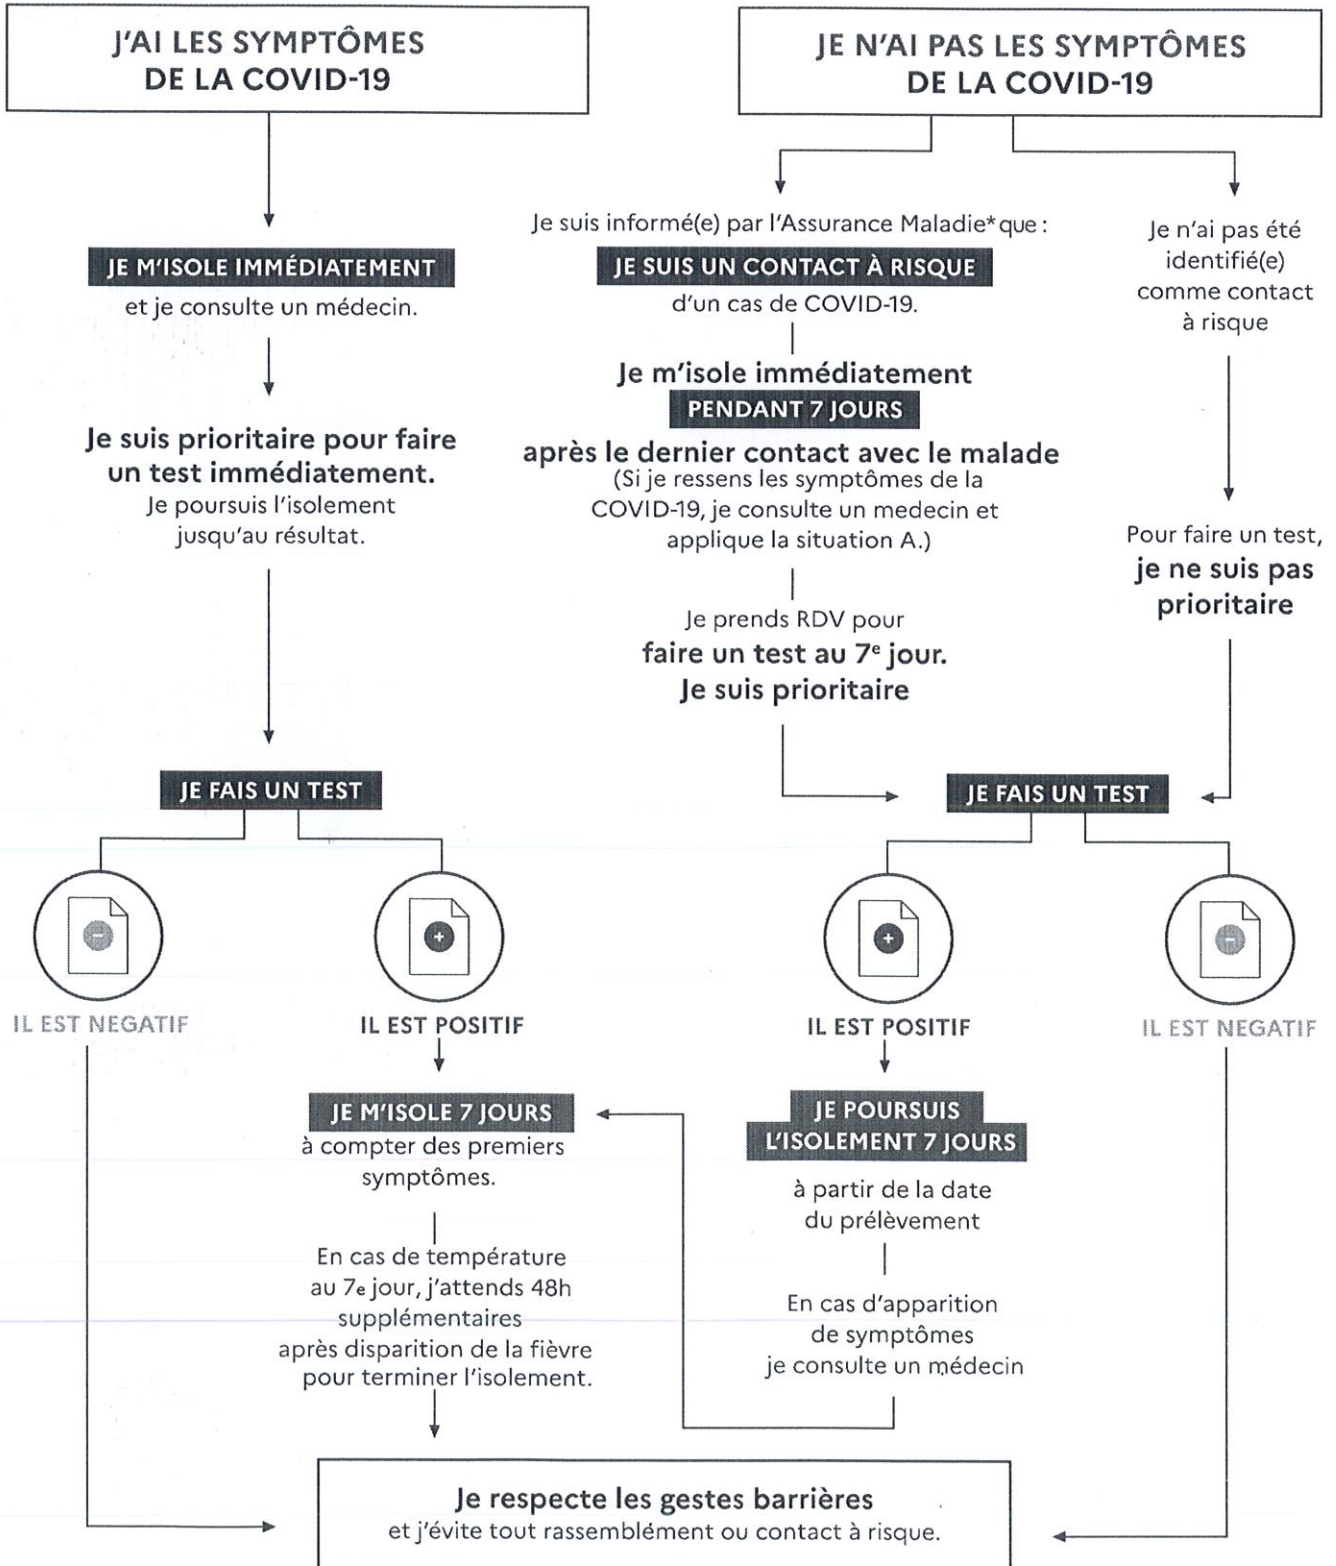 J'AI LES SYMPTÔMES
DE LA COVID-19
JE M'ISOLE IMMÉDIATEMENT
et je consulte un médecin.
Je suis prioritaire pour faire
un test immédiatement.
Je poursuis l'isolement
jusqu'au résultat.
JE FAIS UN TEST
IL EST NEGATIF
IL EST POSITIF
JE M'ISOLE 7 JOURS
à compter des premiers
symptômes.
En cas de température
au 7e jour, j'attends 48h
supplémentaires
après disparition de la fièvre
pour terminer l'isolement.
JE N'AI PAS LES SYMPTÔMES
DE LA COVID-19
Je suis informé(e) par l'Assurance Maladie* que :
JE SUIS UN CONTACT À RISQUE
d'un cas de COVID-19.
Je m'isole immédiatement
PENDANT 7 JOURS
après le dernier contact avec le malade
(Si je ressens les symptômes de la
COVID-19, je consulte un medecin et
applique la situation A.)
Je prends RDV pour
faire un test au 7e jour.
Je suis prioritaire
Je n'ai pas été
identifié(e)
comme contact
à risque
Pour faire un test,
je ne suis pas
prioritaire
JE FAIS UN TEST
IL EST POSITIF
IL EST NEGATIF
JE POURSUIS
L'ISOLEMENT 7 JOURS
à partir de la date
du prélèvement
En cas d'apparition
de symptômes
je consulte un médecin
Je respecte les gestes barrières
et j'évite tout rassemblement ou contact à risque.